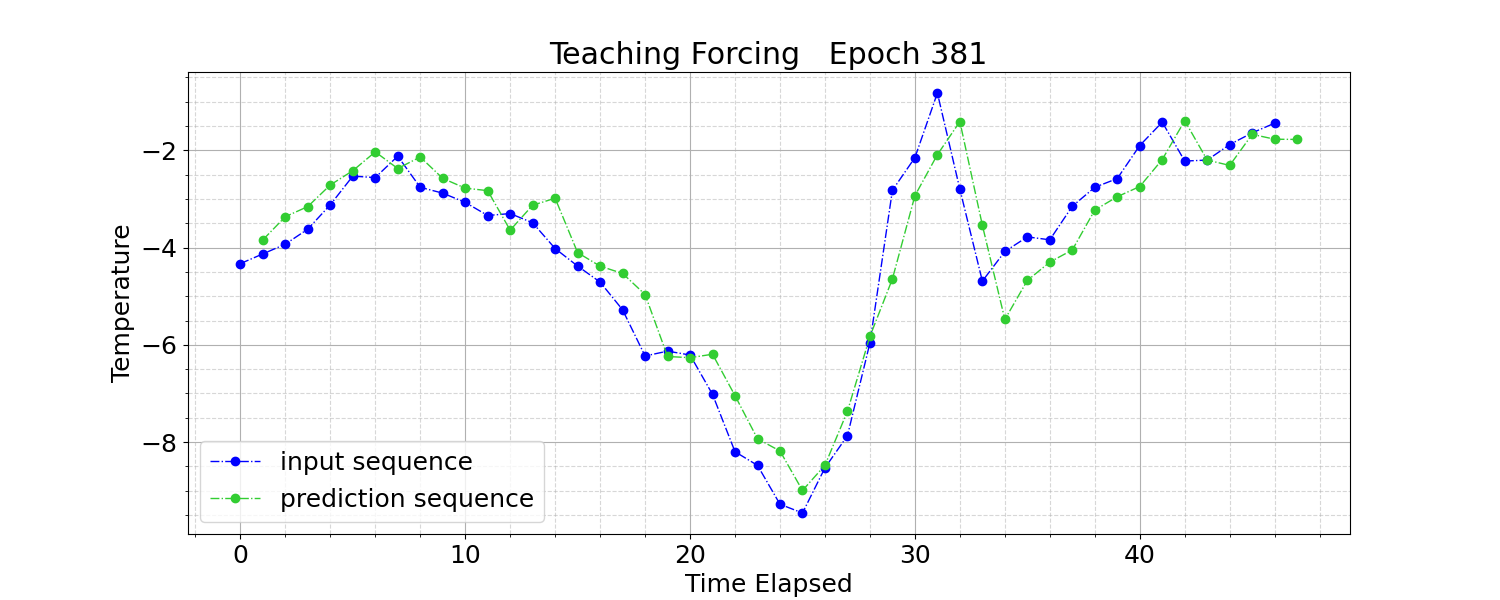 Teaching Forcing   Epoch 381
−2
−4
−6
−8
Temperature
input sequence
prediction sequence
0 10 20 30 40
Time Elapsed